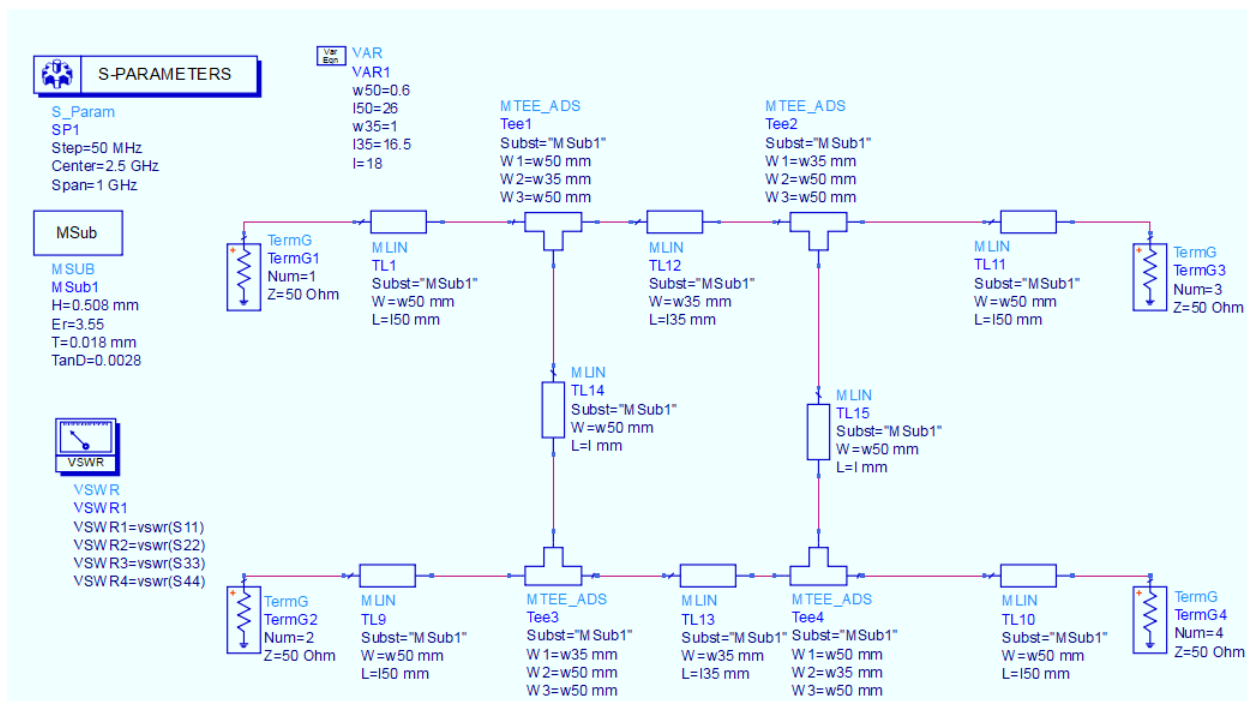 S-PARAMETERS
S_Param
SP1
Step=50 MHz
Center=2.5 GHz
Span=1 GHz
Var
Eqn
VAR
VAR1
w50=0.6
l50=26
w35=1
l35=16.5
l=18
MTEE_ADS
Tee1
Subst="MSub1"
W1=w50 mm
W2=w35 mm
W3=w50 mm
MTEE_ADS
Tee2
Subst="MSub1"
W1=w35 mm
W2=w50 mm
W3=w50 mm
MSub
MSUB
MSub1
H=0.508 mm
Er=3.55
T=0.018 mm
TanD=0.0028
TermG
TermG1
Num=1
Z=50 Ohm
MLIN
TL1
Subst="MSub1"
W=w50 mm
L=l50 mm
MLIN
TL12
Subst="MSub1"
W=w35 mm
L=l35 mm
MLIN
TL11
Subst="MSub1"
W=w50 mm
L=l50 mm
TermG
TermG3
Num=3
Z=50 Ohm
MLIN
TL14
Subst="MSub1"
W=w50 mm
L=l mm
MLIN
TL15
Subst="MSub1"
W=w50 mm
L=l mm
VSWR
VSWR
VSWR1
VSWR1=vswr(S11)
VSWR2=vswr(S22)
VSWR3=vswr(S33)
VSWR4=vswr(S44)
TermG
TermG2
Num=2
Z=50 Ohm
MLIN
TL9
Subst="MSub1"
W=w50 mm
L=l50 mm
MTEE_ADS
Tee3
Subst="MSub1"
W1=w35 mm
W2=w50 mm
W3=w50 mm
MLIN
TL13
Subst="MSub1"
W=w35 mm
L=l35 mm
MTEE_ADS
Tee4
Subst="MSub1"
W1=w50 mm
W2=w35 mm
W3=w50 mm
MLIN
TL10
Subst="MSub1"
W=w50 mm
L=l50 mm
TermG
TermG4
Num=4
Z=50 Ohm